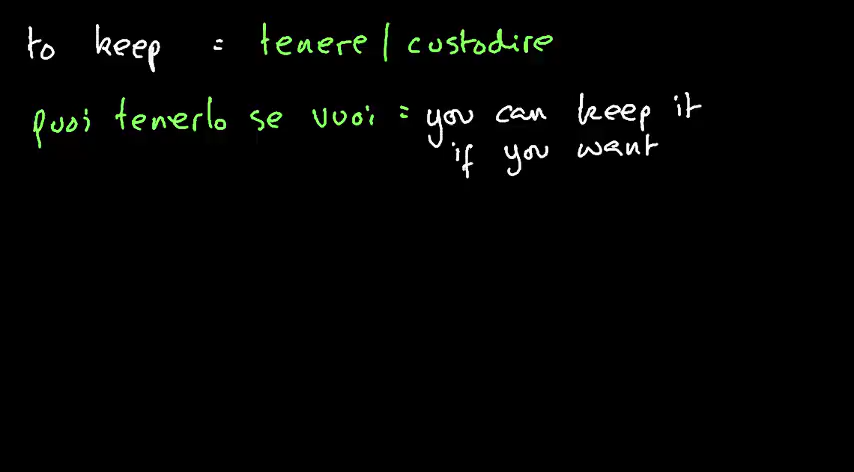 to keep = tenere / custodire
puoi tenerlo se vuoi = you can keep it
if you want